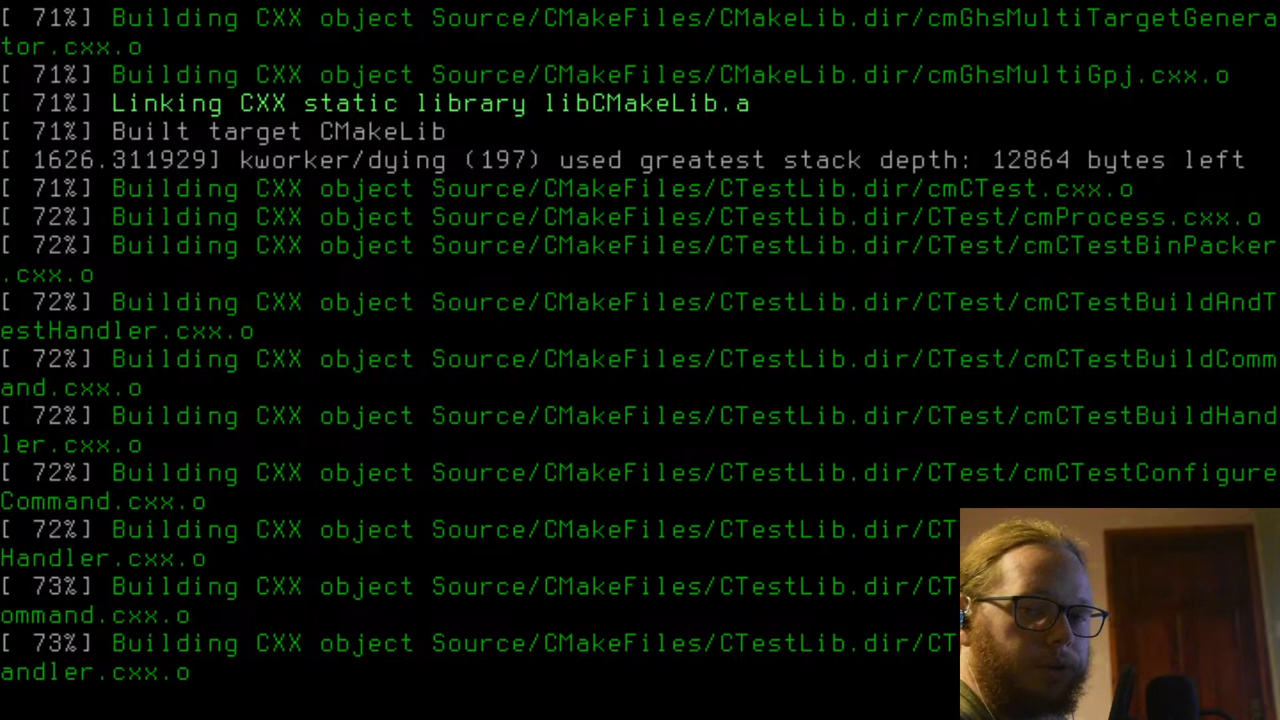 [ 71%] Building CXX object Source/CMakeFiles/CMakeLib.dir/cmGhsMultiTargetGenera
tor.cxx.o
[ 71%] Building CXX object Source/CMakeFiles/CMakeLib.dir/cmGhsMultiGpj.cxx.o
[ 71%] Linking CXX static library libCMakeLib.a
[ 71%] Built target CMakeLib
[ 1626.311929] kworker/dying (197) used greatest stack depth: 12864 bytes left
[ 71%] Building CXX object Source/CMakeFiles/CTestLib.dir/cmCTest.cxx.o
[ 72%] Building CXX object Source/CMakeFiles/CTestLib.dir/CTest/cmProcess.cxx.o
[ 72%] Building CXX object Source/CMakeFiles/CTestLib.dir/CTest/cmCTestBinPacker
.cxx.o
[ 72%] Building CXX object Source/CMakeFiles/CTestLib.dir/CTest/cmCTestBuildAndT
estHandler.cxx.o
[ 72%] Building CXX object Source/CMakeFiles/CTestLib.dir/CTest/cmCTestBuildComm
and.cxx.o
[ 72%] Building CXX object Source/CMakeFiles/CTestLib.dir/CTest/cmCTestBuildHand
ler.cxx.o
[ 72%] Building CXX object Source/CMakeFiles/CTestLib.dir/CTest/cmCTestConfigure
Command.cxx.o
[ 72%] Building CXX object Source/CMakeFiles/CTestLib.dir/CT
Handler.cxx.o
[ 73%] Building CXX object Source/CMakeFiles/CTestLib.dir/CT
ommand.cxx.o
[ 73%] Building CXX object Source/CMakeFiles/CTestLib.dir/CT
andler.cxx.o